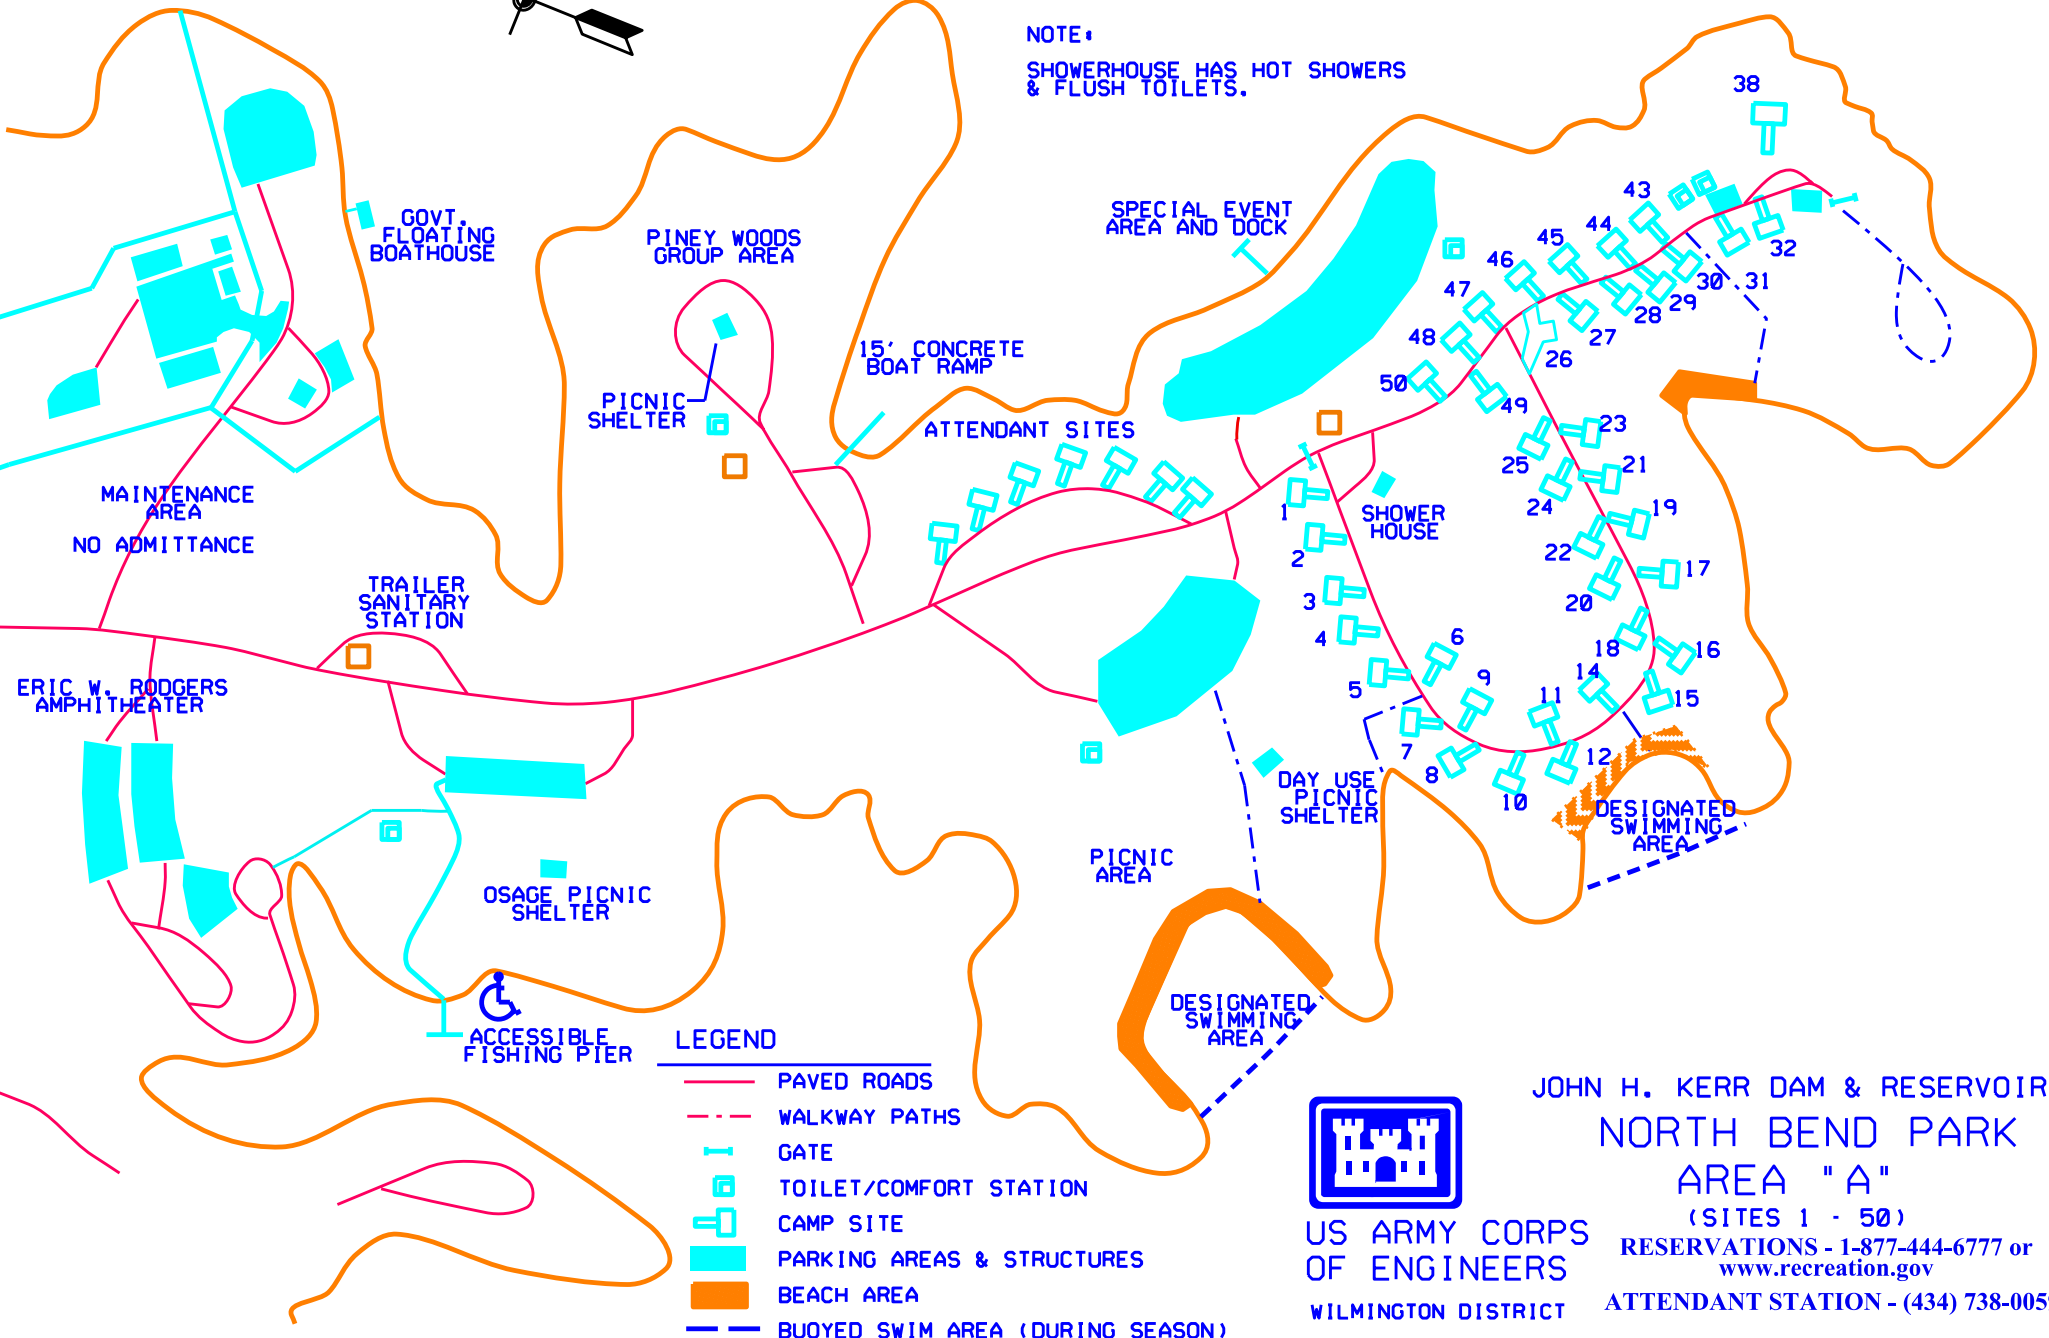 NOTE:
SHOWERHOUSE HAS HOT SHOWERS
& FLUSH TOILETS.
38
GOVT.
FLOATING
BOATHOUSE
PINEY WOODS
GROUP AREA
SPECIAL EVENT
AREA AND DOCK
43
44
45
46
47
48
50
32
31
30
29
28
27
26
49
15' CONCRETE
BOAT RAMP
PICNIC
SHELTER
ATTENDANT SITES
23
25
21
24
19
22
17
20
18
16
14
15
1
2
3
4
5
6
7
8
9
10
11
12
SHOWER
HOUSE
MAINTENANCE
AREA
NO ADMITTANCE
TRAILER
SANITARY
STATION
ERIC W. RODGERS
AMPHITHEATER
DAY USE
PICNIC
SHELTER
DESIGNATED
SWIMMING
AREA
PICNIC
AREA
OSAGE PICNIC
SHELTER
DESIGNATED
SWIMMING
AREA
ACCESSIBLE
FISHING PIER
LEGEND
PAVED ROADS
WALKWAY PATHS
GATE
TOILET/COMFORT STATION
CAMP SITE
PARKING AREAS & STRUCTURES
BEACH AREA
BUOYED SWIM AREA (DURING SEASON)
US ARMY CORPS
OF ENGINEERS
WILMINGTON DISTRICT
JOHN H. KERR DAM & RESERVOIR
NORTH BEND PARK
AREA "A"
(SITES 1 - 50)
RESERVATIONS - 1-877-444-6777 or
www.recreation.gov
ATTENDANT STATION - (434) 738-005